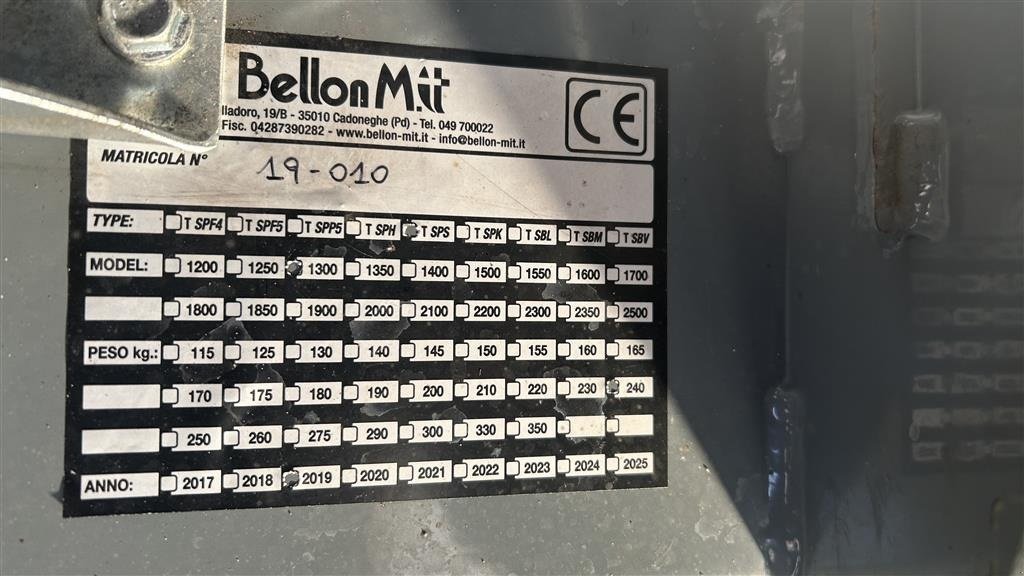 Bellon M.it
19/B - 35010 Cadoneghe (Pd) - Tel. 049 700022
Fisc. 04287390282 - www.bellon-mit.it - info@bellon-mit.it
CE
MATRICOLA N° 19-010
TYPE: T SPF4 T SPF5 T SPP5 T SPH T SPS T SPK T SBL T SBM T SBV
MODEL: 1200 1250 1300 1350 1400 1500 1550 1600 1700
1800 1850 1900 2000 2100 2200 2300 2350 2500
PESO kg.: 115 125 130 140 145 150 155 160 165
170 175 180 190 200 210 220 230 240
250 260 275 290 300 330 350
ANNO: 2017 2018 2019 2020 2021 2022 2023 2024 2025